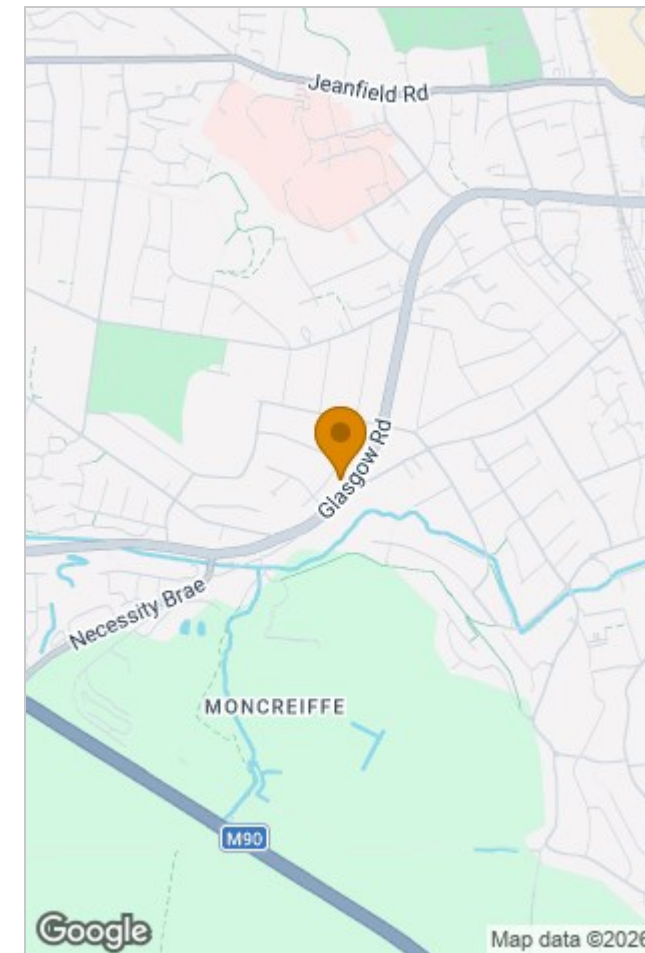 Jeanfield Rd
Glasgow Rd
Necessity Brae
MONCREIFFE
M90
Google
Map data ©2026